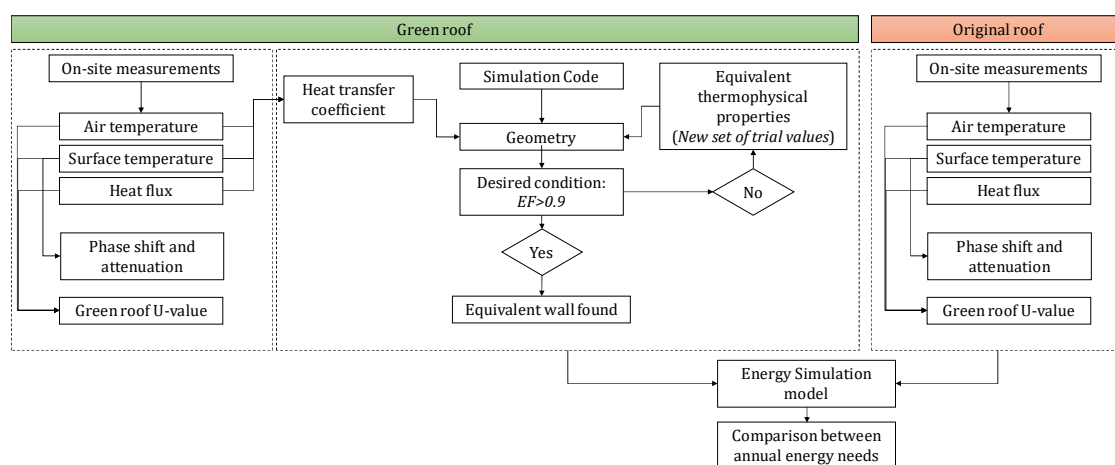 Green roof
Original roof
On-site measurements
Air temperature
Surface temperature
Heat flux
Phase shift and
attenuation
Green roof U-value
Heat transfer
coefficient
Simulation Code
Geometry
Desired condition:
EF>0.9
Yes
Equivalent wall found
Equivalent
thermophysical
properties
(New set of trial values)
No
On-site measurements
Air temperature
Surface temperature
Heat flux
Phase shift and
attenuation
Green roof U-value
Energy Simulation
model
Comparison between
annual energy needs